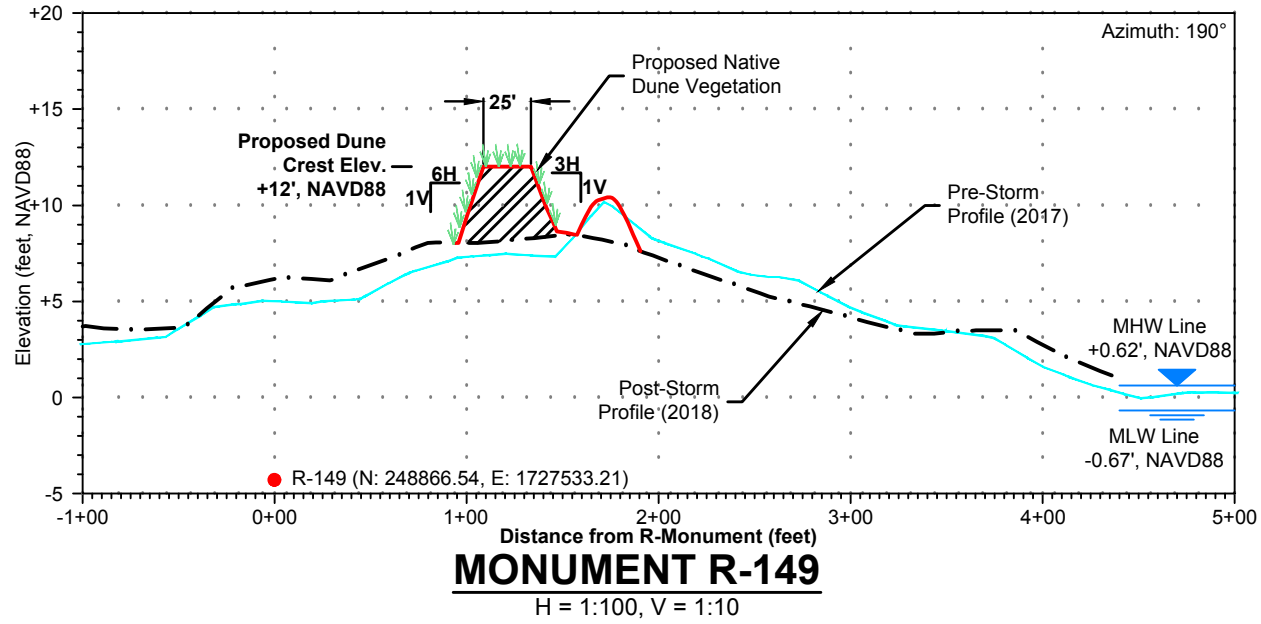 +20
Azimuth: 190°
Proposed Native
Dune Vegetation
+15
25'
Proposed Dune
Crest Elev.
+12', NAVD88
6H
1V
3H
1V
+10
Pre-Storm
Profile (2017)
Elevation (feet, NAVD88)
+5
MHW Line
+0.62', NAVD88
Post-Storm
Profile (2018)
0
MLW Line
-0.67', NAVD88
R-149 (N: 248866.54, E: 1727533.21)
-5
-1+00
0+00
1+00
2+00
3+00
4+00
5+00
Distance from R-Monument (feet)
MONUMENT R-149
H = 1:100, V = 1:10